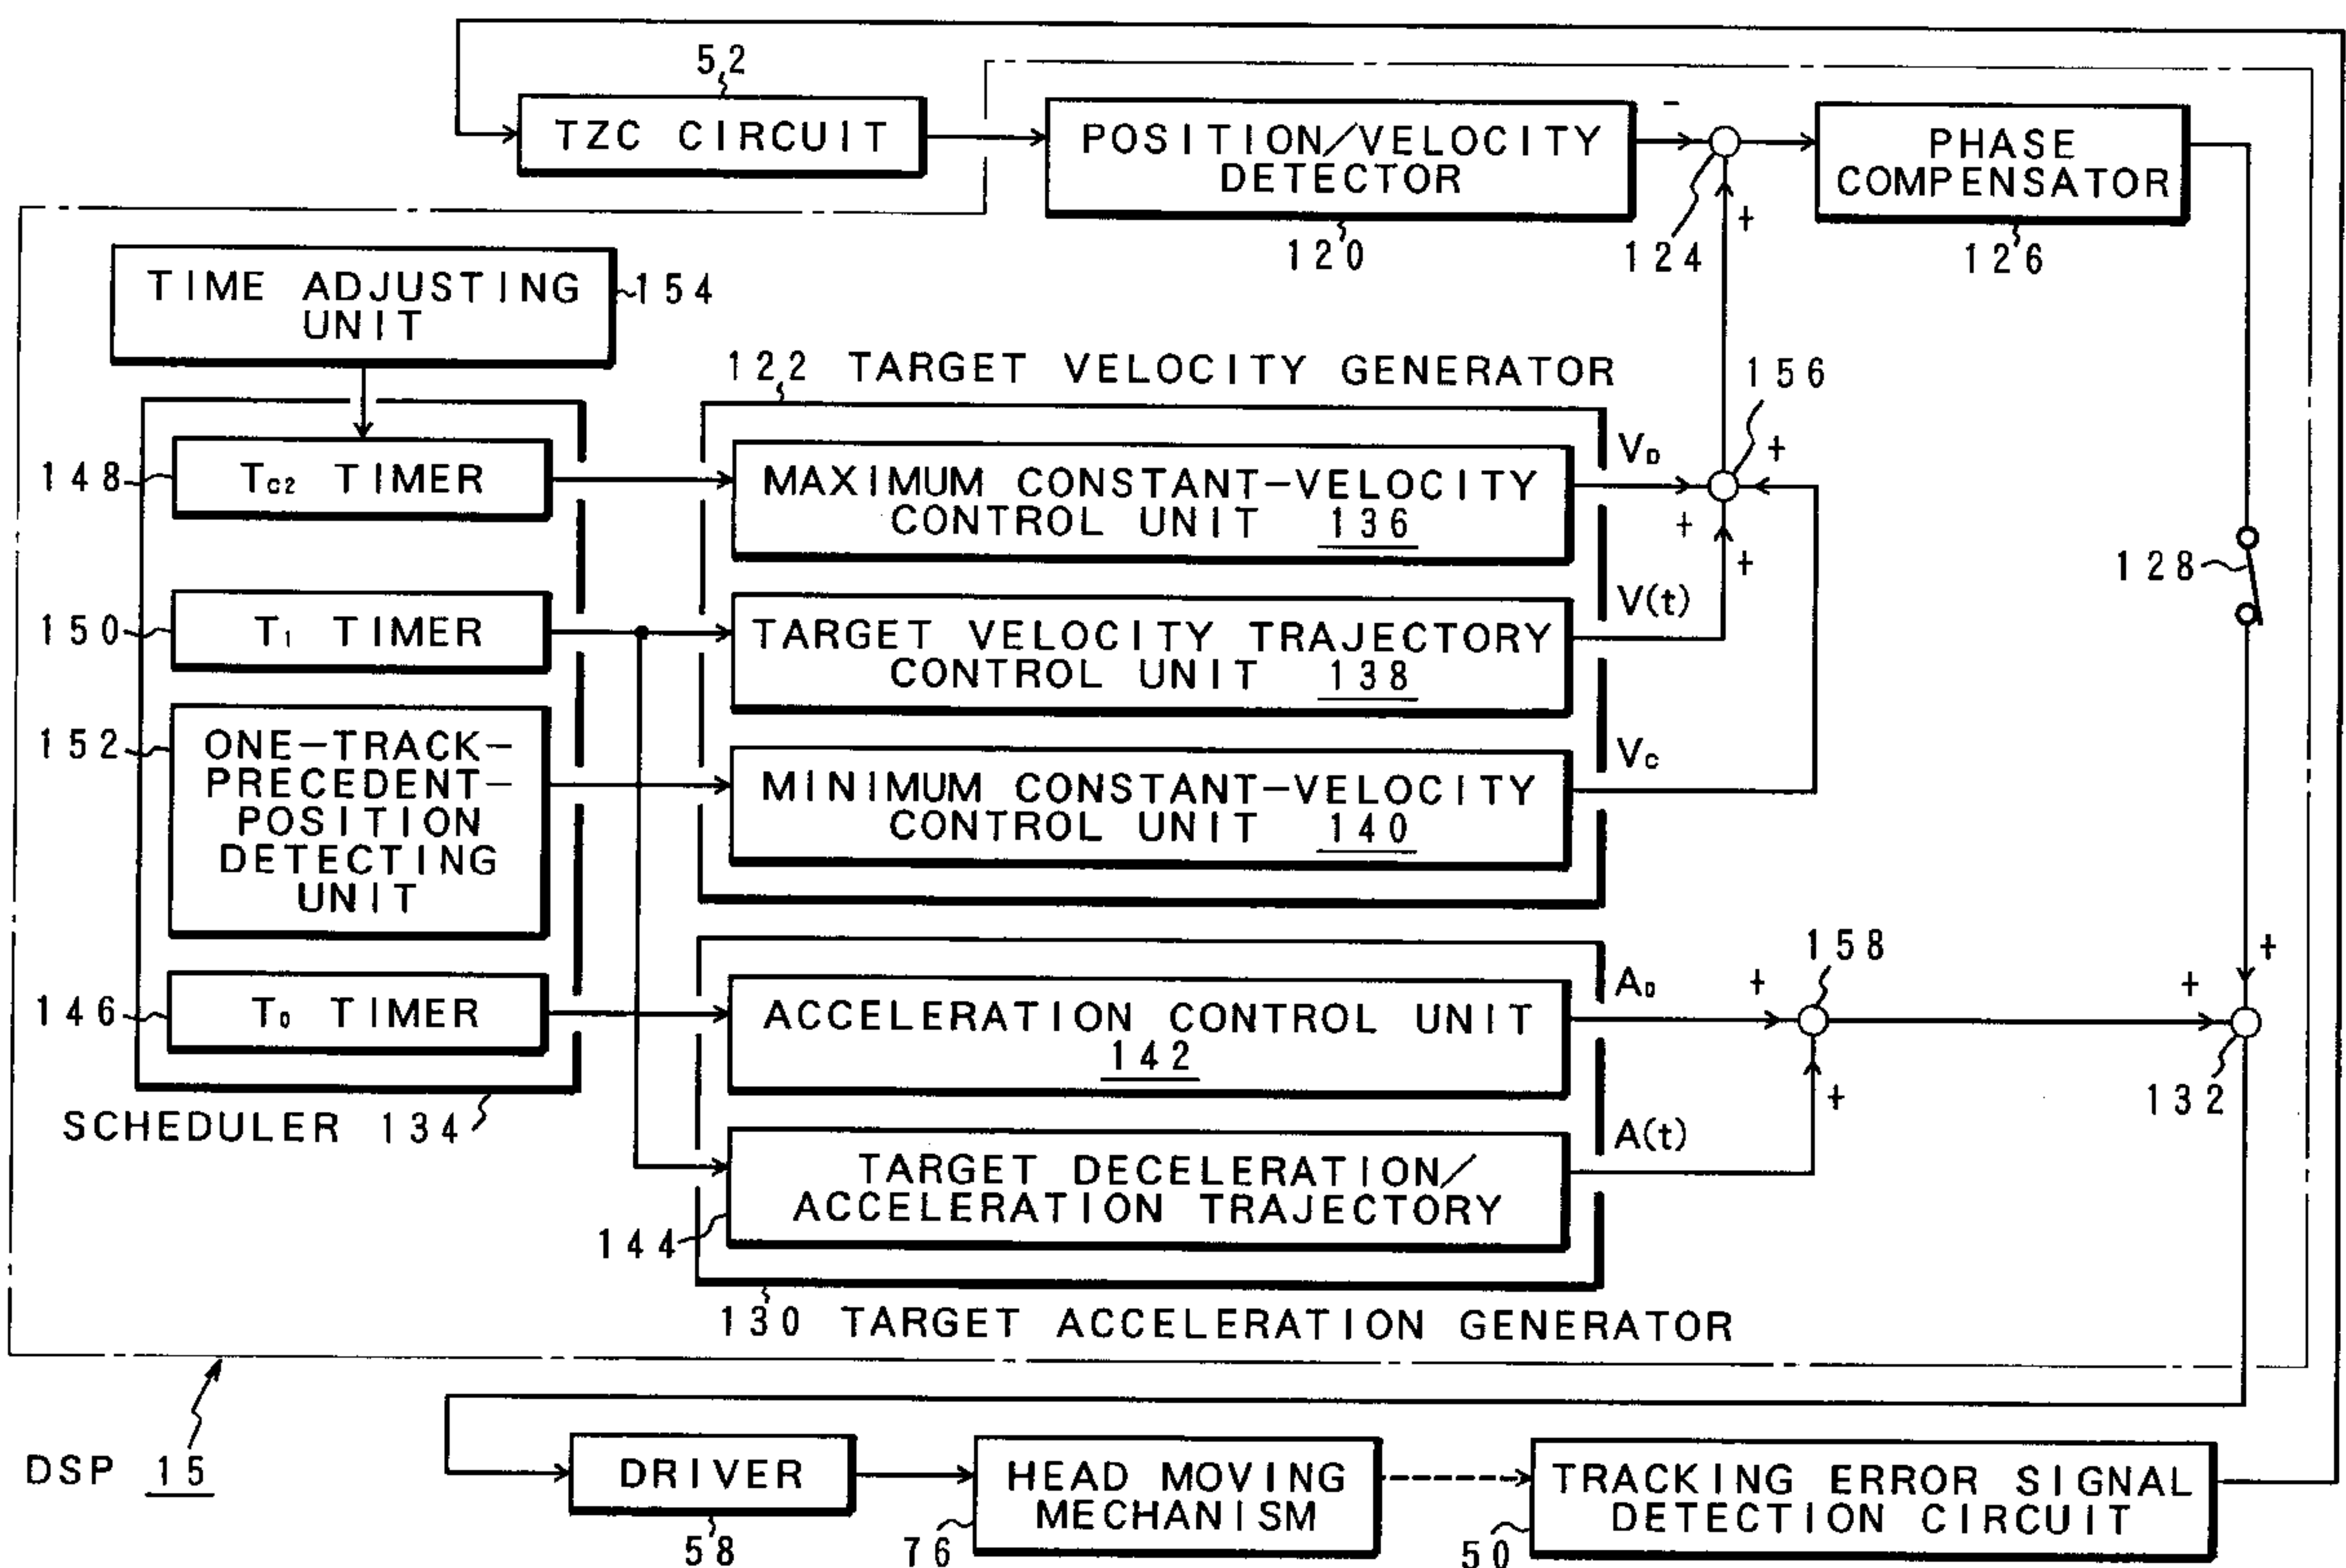 52
TZC CIRCUIT
POSITION/VELOCITY
DETECTOR
120
-
+
124
PHASE
COMPENSATOR
126
TIME ADJUSTING
UNIT
154
122 TARGET VELOCITY GENERATOR
156
148
TC2 TIMER
MAXIMUM CONSTANT-VELOCITY
CONTROL UNIT 136
VD
+
+
+
128
150
T1 TIMER
TARGET VELOCITY TRAJECTORY
CONTROL UNIT 138
V(t)
152
ONE-TRACK-
PRECEDENT-
POSITION
DETECTING
UNIT
MINIMUM CONSTANT-VELOCITY
CONTROL UNIT 140
VC
146
T0 TIMER
ACCELERATION CONTROL UNIT
142
A0
+
158
+
+
+
132
SCHEDULER 134
TARGET DECELERATION/
ACCELERATION TRAJECTORY
144
A(t)
130 TARGET ACCELERATION GENERATOR
DSP 15
DRIVER
58
HEAD MOVING
MECHANISM
76
TRACKING ERROR SIGNAL
DETECTION CIRCUIT
50